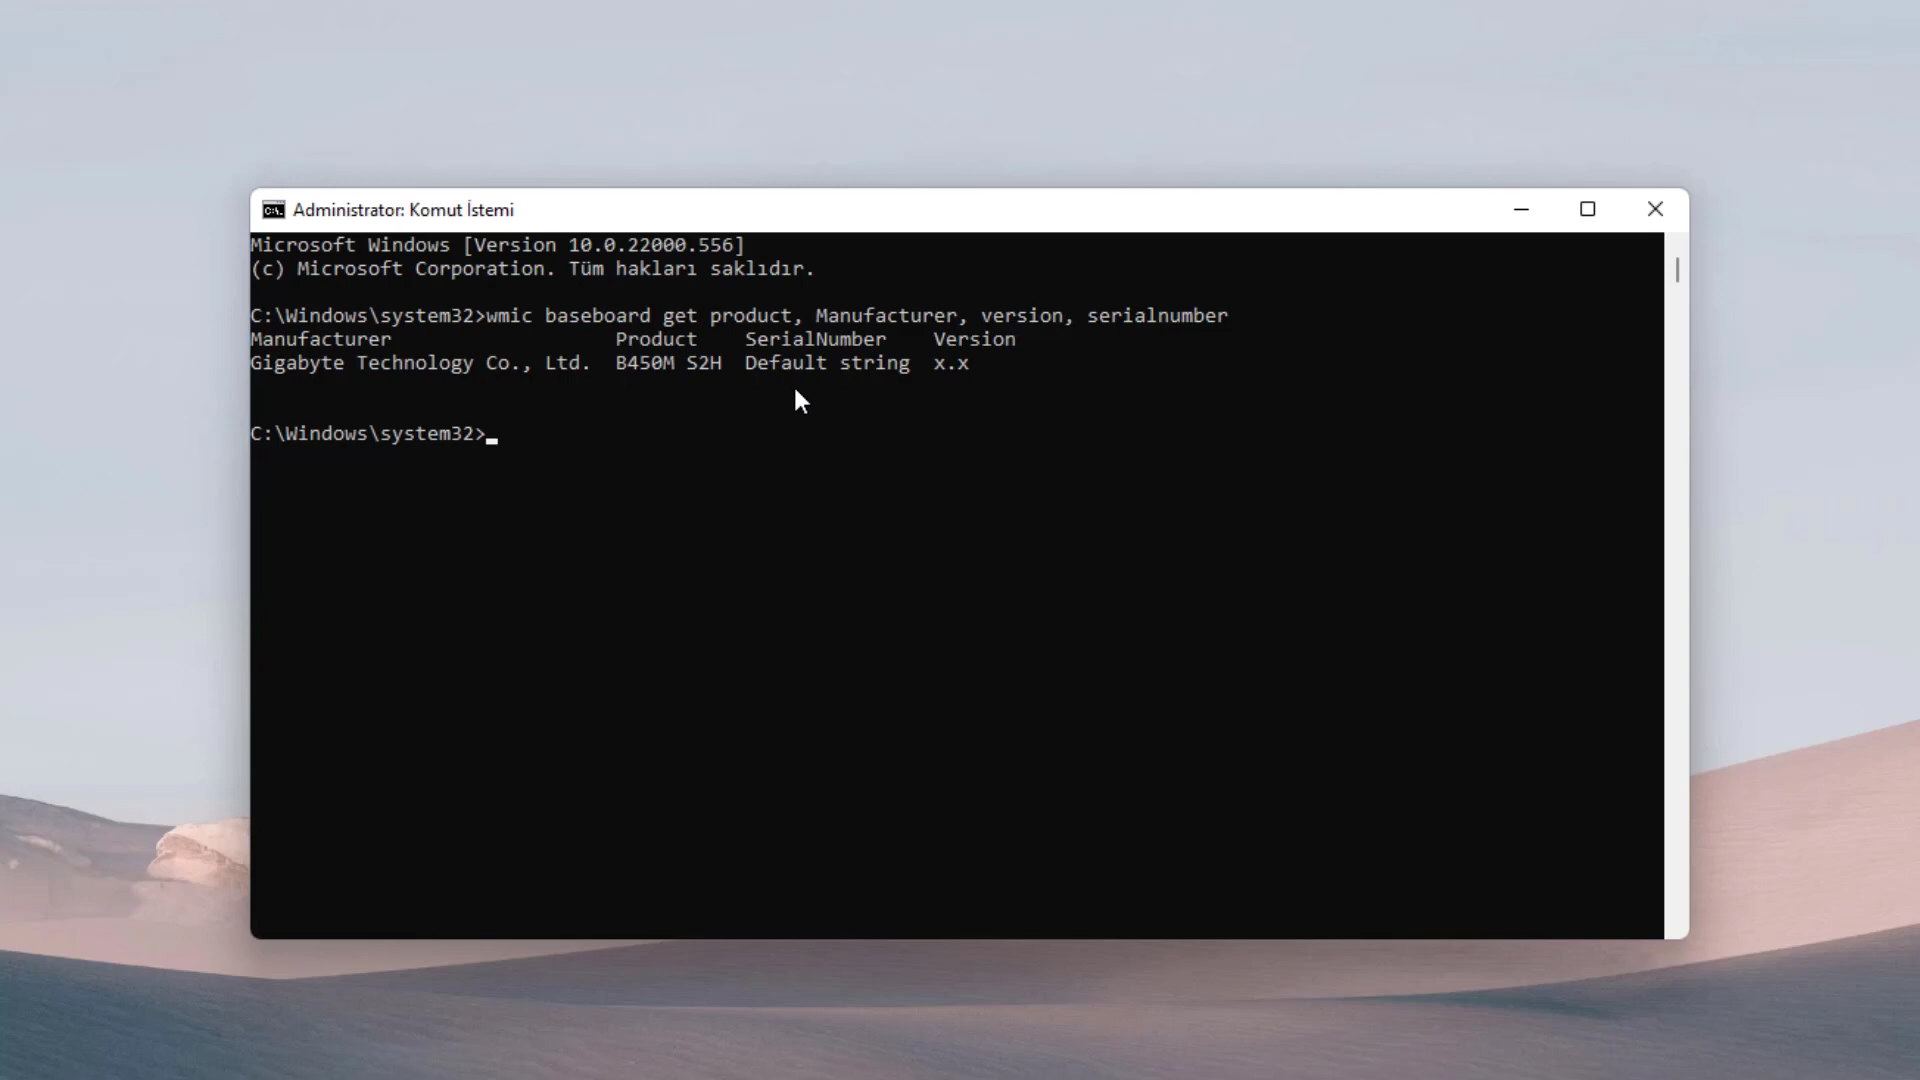 Administrator: Komut İstemi
Microsoft Windows [Version 10.0.22000.556]
(c) Microsoft Corporation. Tüm hakları saklıdır.
C:\Windows\system32>wmic baseboard get product, Manufacturer, version, serialnumber
Manufacturer Product SerialNumber Version
Gigabyte Technology Co., Ltd. B450M S2H Default string x.x
C:\Windows\system32>